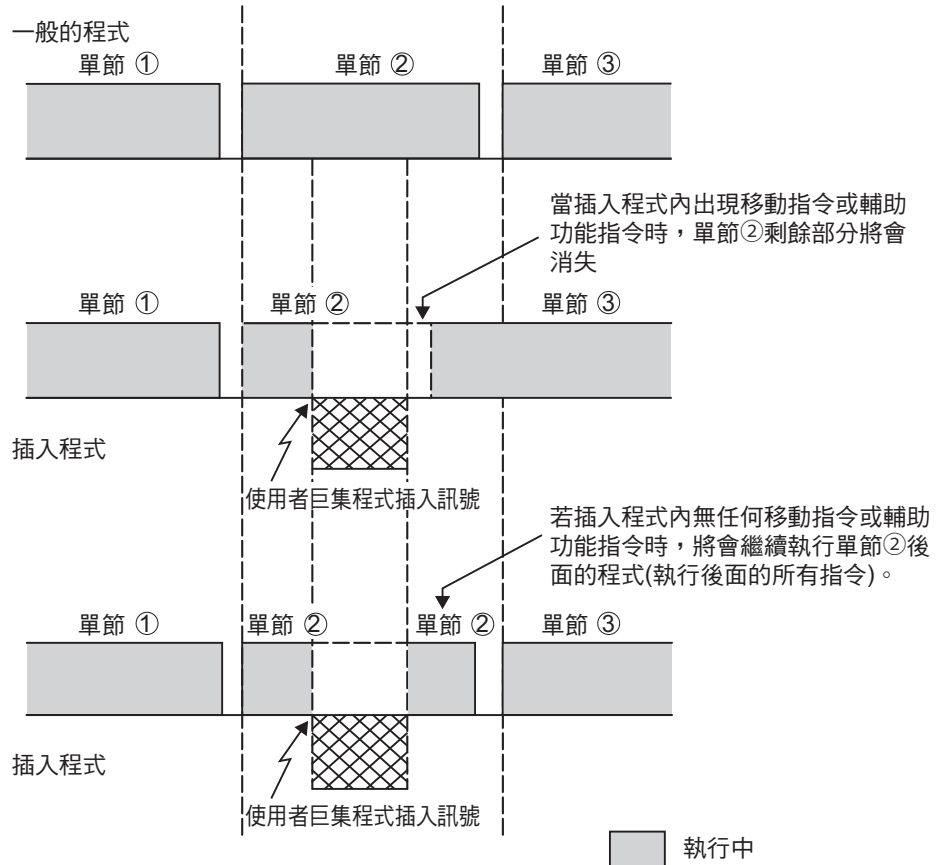 一般的程式
單節 ① 單節 ② 單節 ③
當插入程式內出現移動指令或輔助
功能指令時，單節②剩餘部分將會
消失
單節 ① 單節 ② 單節 ③
插入程式
使用者巨集程式插入訊號
若插入程式內無任何移動指令或輔助
功能指令時，將會繼續執行單節②後
面的程式(執行後面的所有指令)。
單節 ① 單節 ② 單節 ② 單節 ③
插入程式
使用者巨集程式插入訊號
執行中